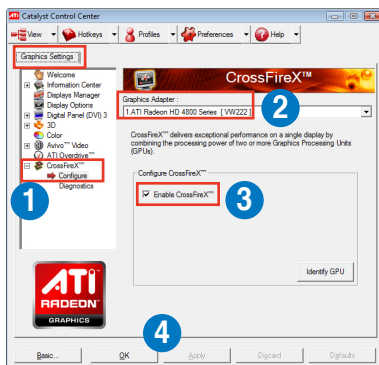 ATI Catalyst Control Center
View Hotkeys Profiles Preferences Help
Graphics Settings
Welcome
Information Center
Displays Manager
Display Options
Digital Panel (DVI) 3
3D
Color
Avivo™ Video
ATI Overdrive™
CrossFireX™
Configure
Diagnostics
1
ATI
RADEON
GRAPHICS
CrossFireX™
Graphics Adapter :
1.ATI Radeon HD 4800 Series [ VW222 ]
2
CrossFireX™ delivers exceptional performance on a single display by
combining the processing power of two or more Graphics Processing Units
(GPUs).
Configure CrossFireX™
Enable CrossFireX™
3
Identify GPU
4
Basic... OK Apply Discard Defaults